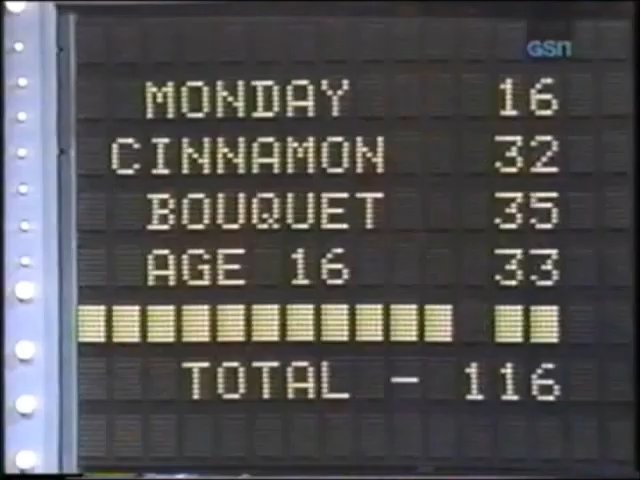 GSN
MONDAY 16
CINNAMON 32
BOUQUET 35
AGE 16 33
TOTAL - 116